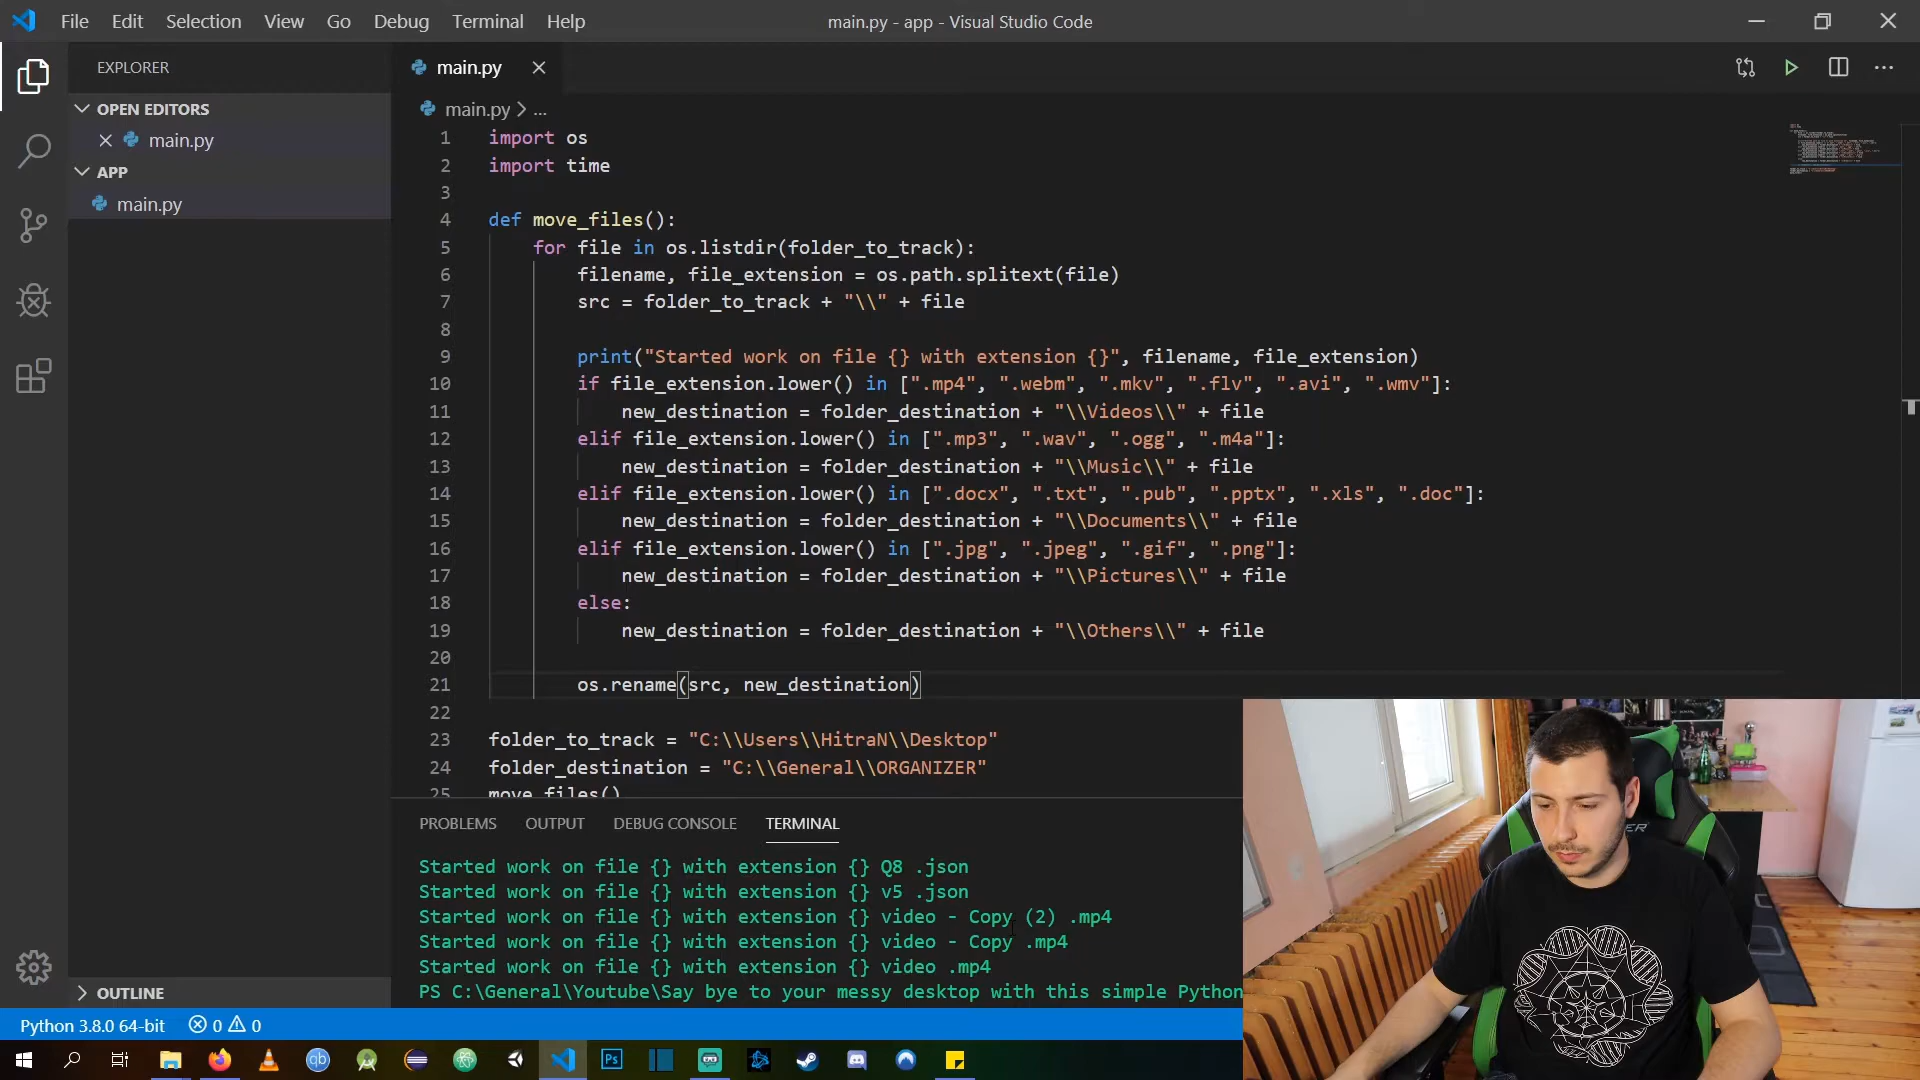 File Edit Selection View Go Debug Terminal Help
main.py - app - Visual Studio Code
EXPLORER
OPEN EDITORS
main.py
APP
main.py
OUTLINE
main.py
main.py > ...
1 import os
2 import time
3
4 def move_files():
5 for file in os.listdir(folder_to_track):
6 filename, file_extension = os.path.splitext(file)
7 src = folder_to_track + "\\" + file
8
9 print("Started work on file {} with extension {}", filename, file_extension)
10 if file_extension.lower() in [".mp4", ".webm", ".mkv", ".flv", ".avi", ".wmv"]:
11 new_destination = folder_destination + "\\Videos\\" + file
12 elif file_extension.lower() in [".mp3", ".wav", ".ogg", ".m4a"]:
13 new_destination = folder_destination + "\\Music\\" + file
14 elif file_extension.lower() in [".docx", ".txt", ".pub", ".pptx", ".xls", ".doc"]:
15 new_destination = folder_destination + "\\Documents\\" + file
16 elif file_extension.lower() in [".jpg", ".jpeg", ".gif", ".png"]:
17 new_destination = folder_destination + "\\Pictures\\" + file
18 else:
19 new_destination = folder_destination + "\\Others\\" + file
20
21 os.rename(src, new_destination)
22
23 folder_to_track = "C:\\Users\\HitraN\\Desktop"
24 folder_destination = "C:\\General\\ORGANIZER"
25 move_files()
PROBLEMS OUTPUT DEBUG CONSOLE TERMINAL
Started work on file {} with extension {} Q8 .json
Started work on file {} with extension {} v5 .json
Started work on file {} with extension {} video - Copy (2) .mp4
Started work on file {} with extension {} video - Copy .mp4
Started work on file {} with extension {} video .mp4
PS C:\General\Youtube\Say bye to your messy desktop with this simple Python
Python 3.8.0 64-bit 0 0
qb
Ps